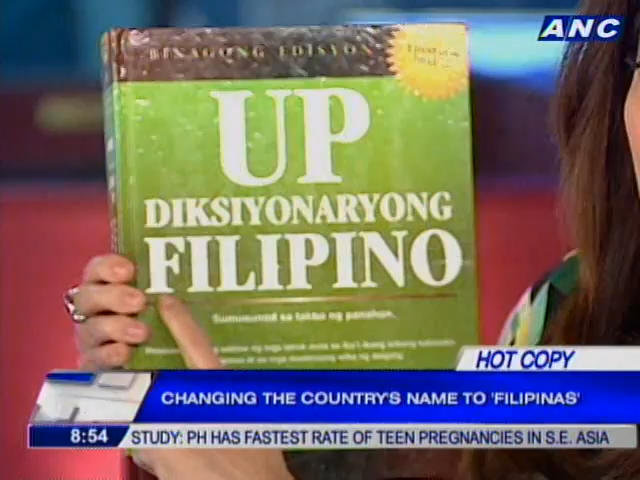 ANC
BINAGONG EDISYON
UP
DIKSIYONARYONG
FILIPINO
Sumusunod sa takbo ng panahon.
HOT COPY
CHANGING THE COUNTRY'S NAME TO 'FILIPINAS'
8:54 STUDY: PH HAS FASTEST RATE OF TEEN PREGNANCIES IN S.E. ASIA